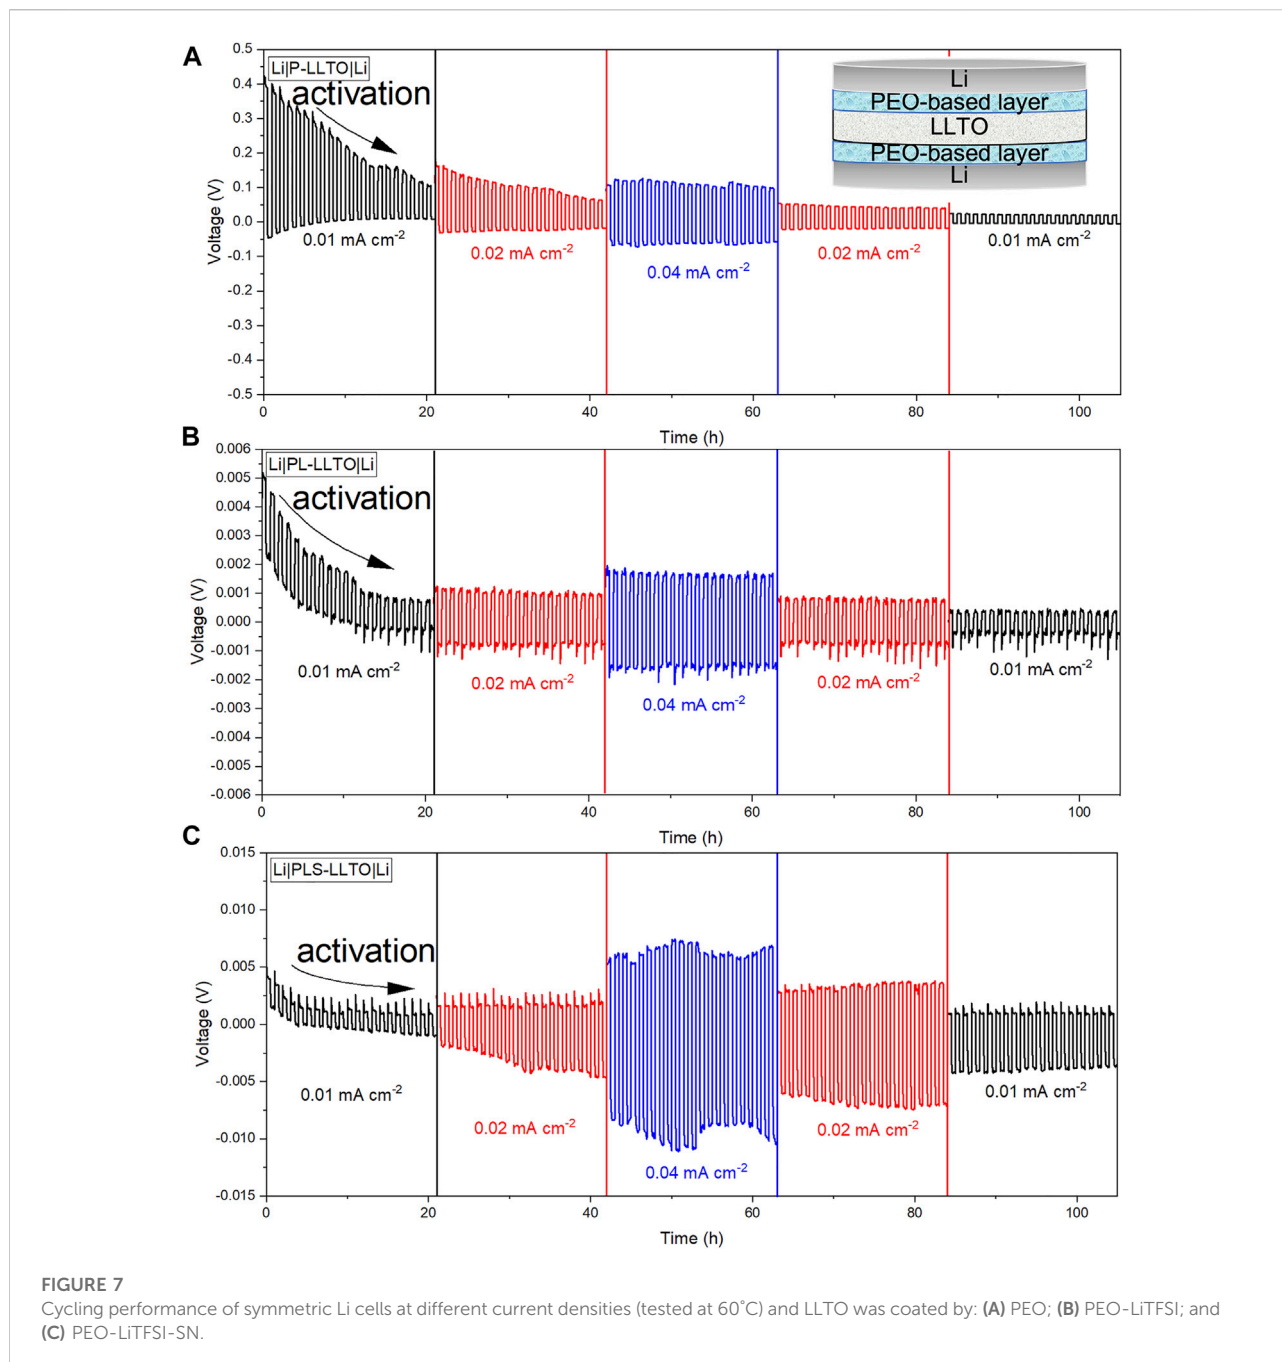 A
Li|P-LLTO|Li
activation
0.5
0.4
0.3
0.2
0.1
0.0
-0.1
-0.2
-0.3
-0.4
-0.5
Voltage (V)
0.01 mA cm-2
0.02 mA cm-2
0.04 mA cm-2
0.02 mA cm-2
0.01 mA cm-2
Li
PEO-based layer
LLTO
PEO-based layer
Li
0 20 40 60 80 100
Time (h)
B
Li|PL-LLTO|Li
activation
0.006
0.005
0.004
0.003
0.002
0.001
0.000
-0.001
-0.002
-0.003
-0.004
-0.005
-0.006
Voltage (V)
0.01 mA cm-2
0.02 mA cm-2
0.04 mA cm-2
0.02 mA cm-2
0.01 mA cm-2
0 20 40 60 80 100
Time (h)
C
Li|PLS-LLTO|Li
activation
0.015
0.010
0.005
0.000
-0.005
-0.010
-0.015
Voltage (V)
0.01 mA cm-2
0.02 mA cm-2
0.04 mA cm-2
0.02 mA cm-2
0.01 mA cm-2
0 20 40 60 80 100
Time (h)
FIGURE 7
Cycling performance of symmetric Li cells at different current densities (tested at 60°C) and LLTO was coated by: (A) PEO; (B) PEO-LiTFSI; and
(C) PEO-LiTFSI-SN.